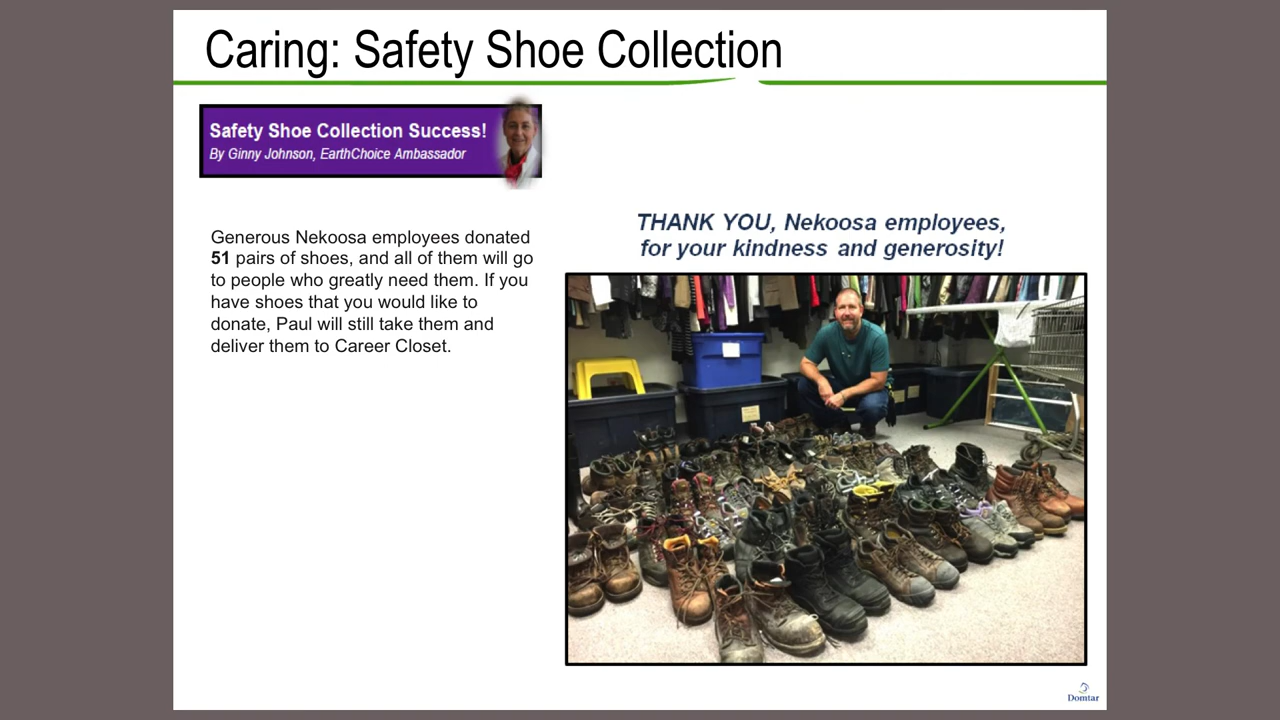 Caring: Safety Shoe Collection
Safety Shoe Collection Success!
By Ginny Johnson, EarthChoice Ambassador
Generous Nekoosa employees donated
51 pairs of shoes, and all of them will go
to people who greatly need them. If you
have shoes that you would like to
donate, Paul will still take them and
deliver them to Career Closet.
THANK YOU, Nekoosa employees,
for your kindness and generosity!
Domtar